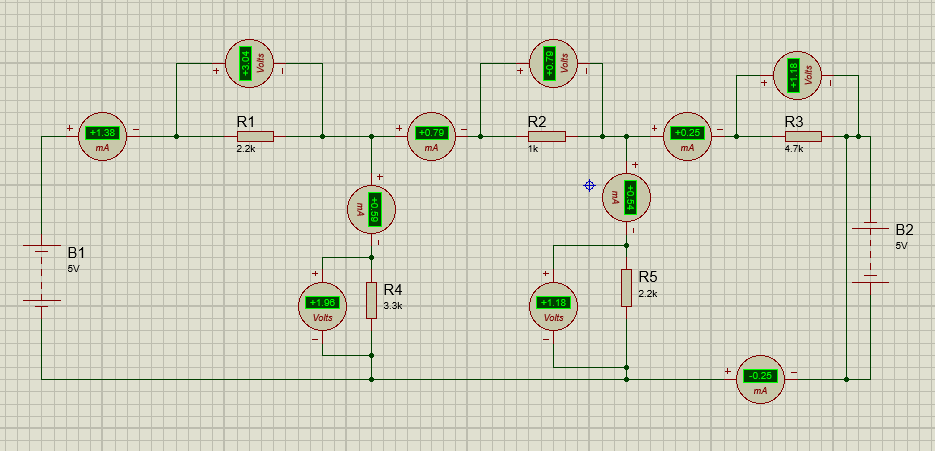 +3.04
Volts
+0.79
Volts
+1.18
Volts
+1.38
mA
R1
2.2k
+0.79
mA
R2
1k
+0.25
mA
R3
4.7k
+0.59
mA
+0.54
mA
B1
5V
B2
5V
+1.96
Volts
R4
3.3k
+1.18
Volts
R5
2.2k
-0.25
mA